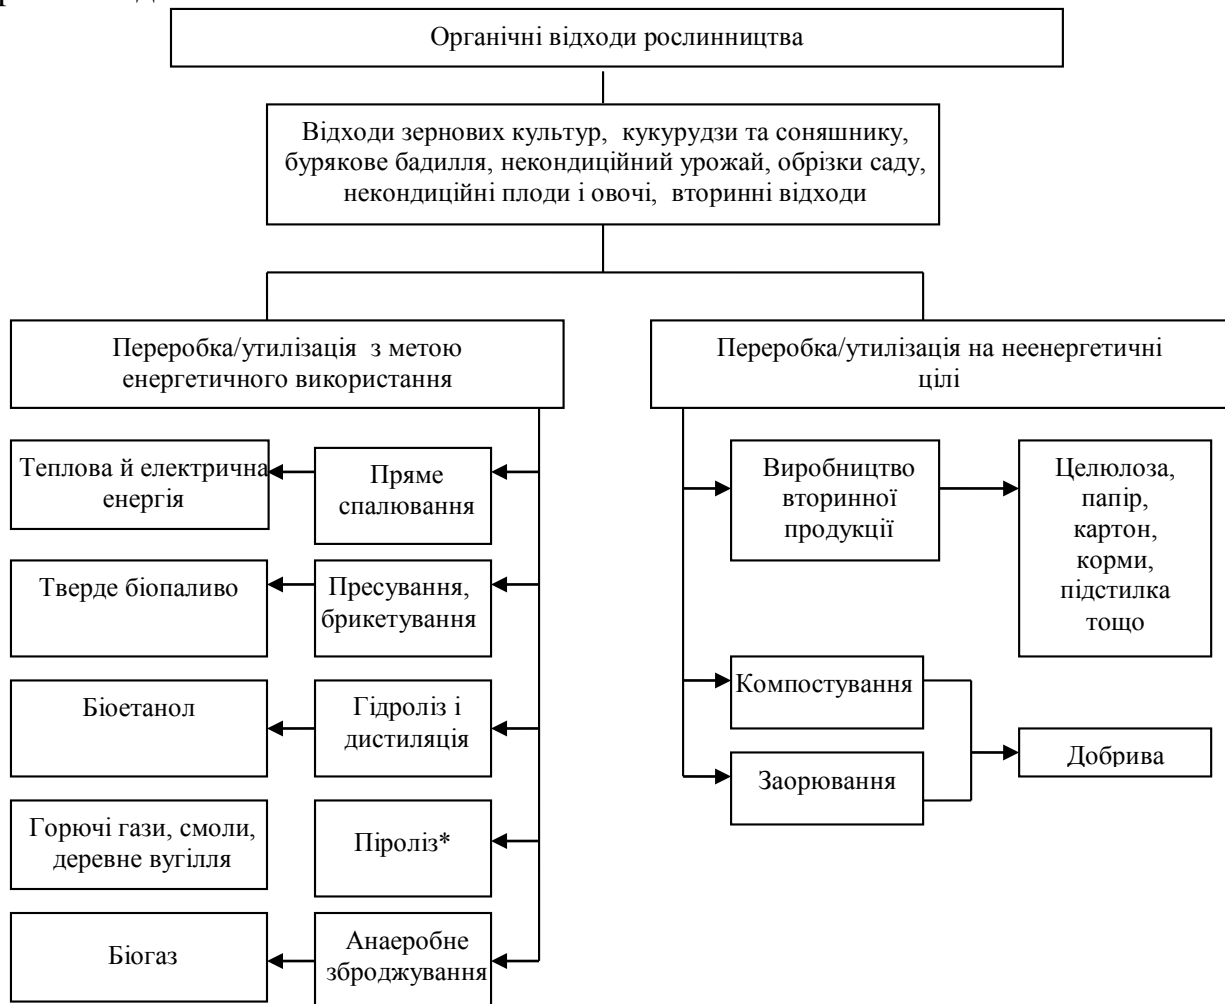 Органічні відходи рослинництва
Відходи зернових культур, кукурудзи та соняшнику,
бурякове бадилля, некондиційний урожай, обрізки саду,
некондиційні плоди і овочі, вторинні відходи
Переробка/утилізація з метою
енергетичного використання
Переробка/утилізація на неенергетичні
цілі
Теплова й електрична
енергія
Пряме
спалювання
Тверде біопаливо
Пресування,
брикетування
Біоетанол
Гідроліз і
дистиляція
Горючі гази, смоли,
деревне вугілля
Піроліз*
Біогаз
Анаеробне
зброджування
Виробництво
вторинної
продукції
Целюлоза,
папір,
картон,
корми,
підстилка
тощо
Компостування
Заорювання
Добрива